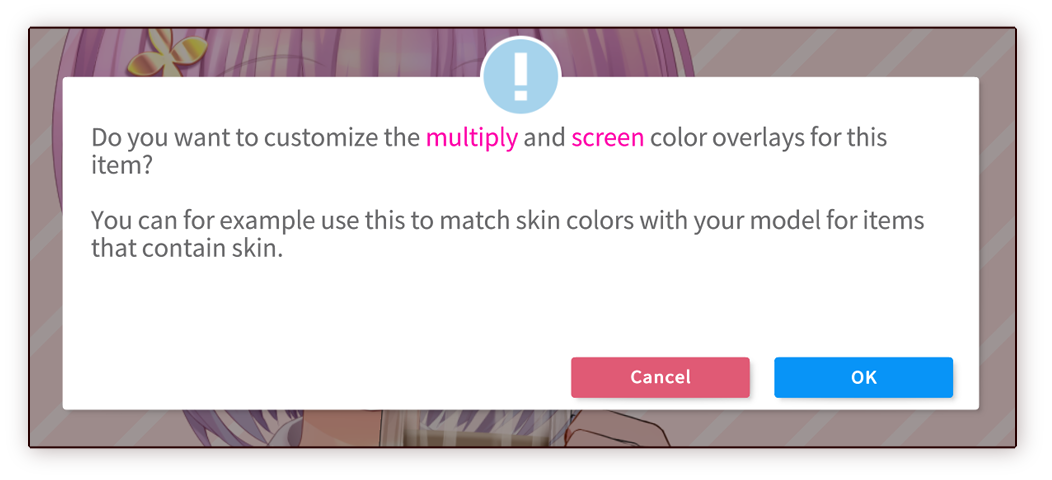 Do you want to customize the multiply and screen color overlays for this
item?
You can for example use this to match skin colors with your model for items
that contain skin.
Cancel
OK